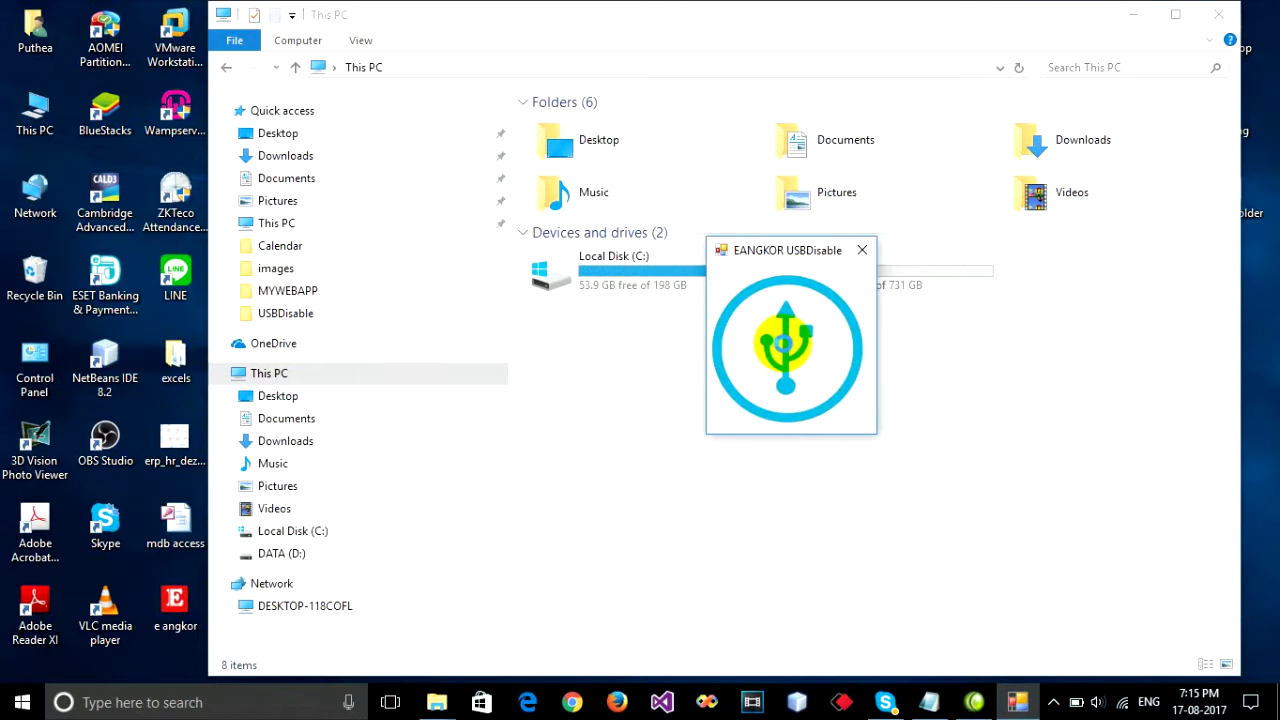 Puthea
AOMEI
Partition...
VMware
Workstati...
This PC
BlueStacks
Wampserv...
Network
Cambridge
Advanced...
ZKTeco
Attendance...
Recycle Bin
ESET Banking
& Payment...
LINE
Control
Panel
NetBeans IDE
8.2
excels
3D Vision
Photo Viewer
OBS Studio
erp_hr_dez...
Adobe
Acrobat...
Skype
mdb access
Adobe
Reader XI
VLC media
player
e angkor
This PC
File
Computer
View
This PC
Search This PC
Quick access
Desktop
Downloads
Documents
Pictures
This PC
Calendar
images
MYWEBAPP
USBDisable
OneDrive
This PC
Desktop
Documents
Downloads
Music
Pictures
Videos
Local Disk (C:)
DATA (D:)
Network
DESKTOP-118COFL
Folders (6)
Desktop
Documents
Downloads
Music
Pictures
Videos
Devices and drives (2)
Local Disk (C:)
53.9 GB free of 198 GB
of 731 GB
EANGKOR USBDisable
8 items
op
ng
older
Type here to search
ENG
7:15 PM
17-08-2017